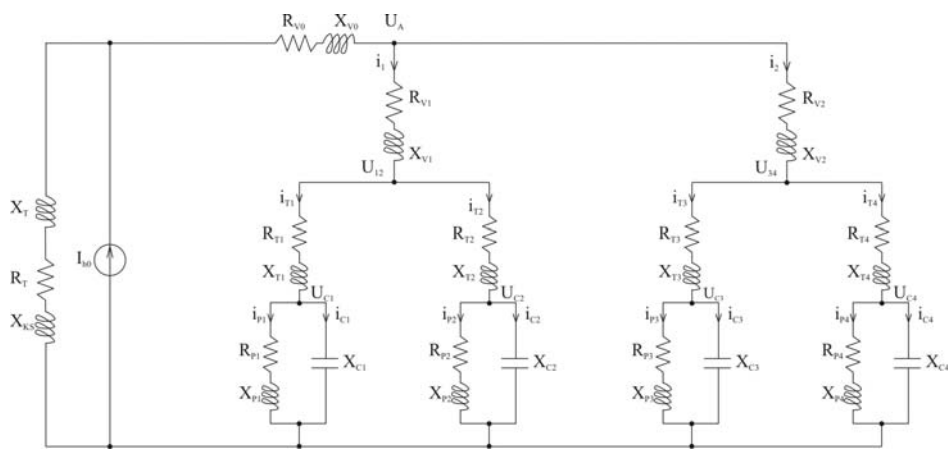 R_V0 X_V0 U_A
i_1 i_2
R_V1 R_V2
X_V1 X_V2
U_12 U_34
i_T1 i_T2 i_T3 i_T4
X_T
R_T1 R_T2 R_T3 R_T4
I_h0
R_T X_T1 X_T2 X_T3 X_T4
U_C1 U_C2 U_C3 U_C4
X_KS i_P1 i_C1 i_P2 i_C2 i_P3 i_C3 i_P4 i_C4
R_P1 X_C1 R_P2 X_C2 R_P3 X_C3 R_P4 X_C4
X_P1 X_P2 X_P3 X_P4